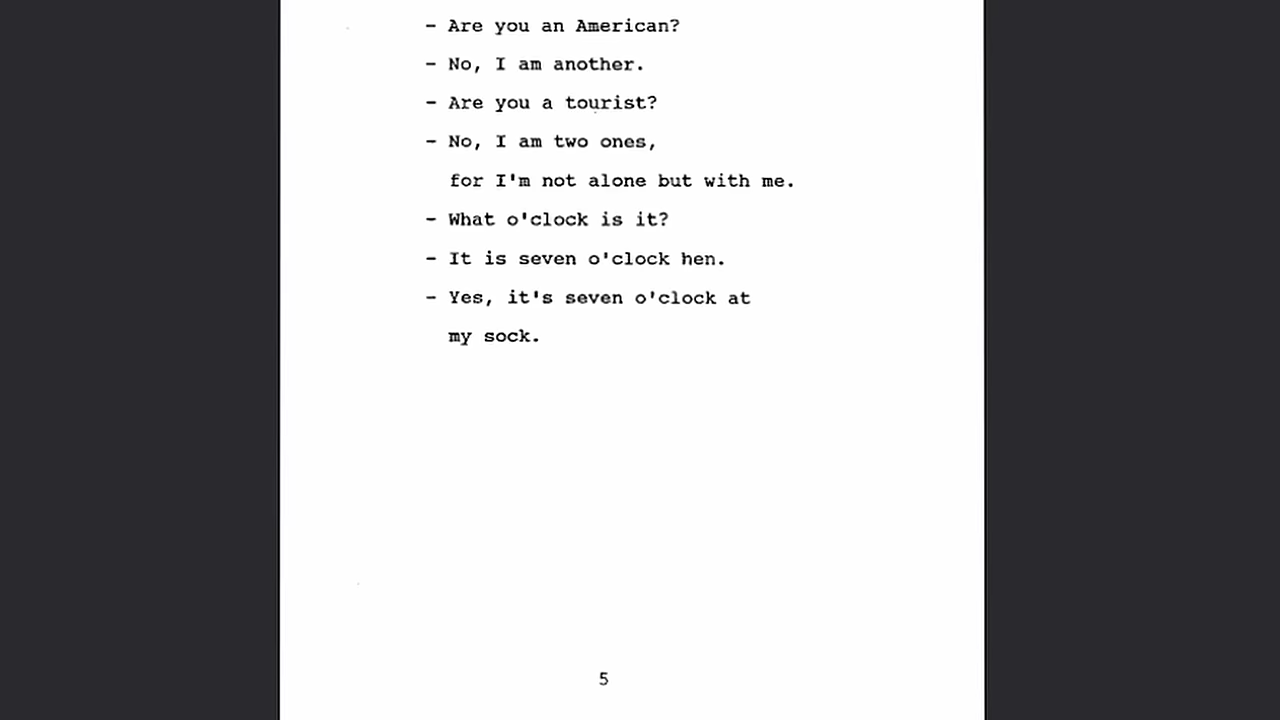 - Are you an American?
- No, I am another.
- Are you a tourist?
- No, I am two ones,
for I'm not alone but with me.
- What o'clock is it?
- It is seven o'clock hen.
- Yes, it's seven o'clock at
my sock.
5